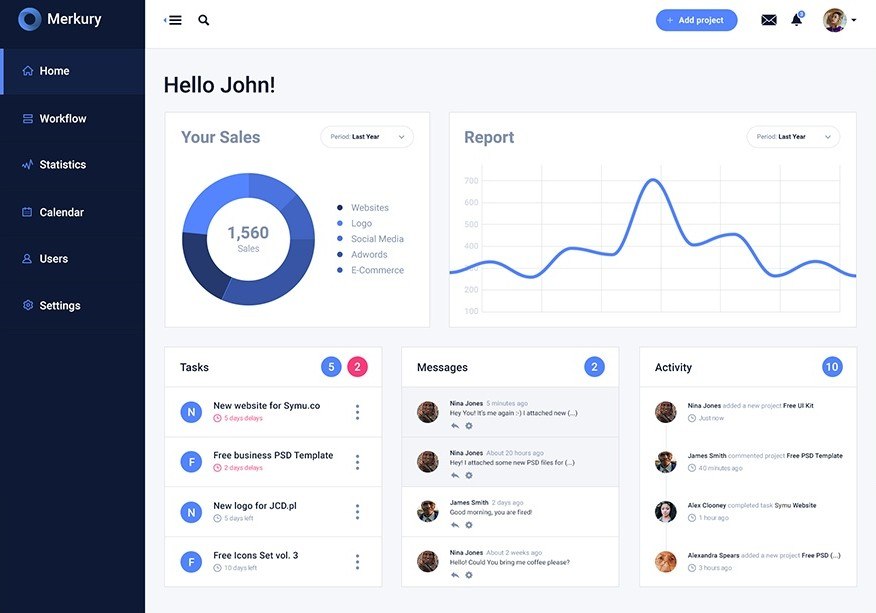 Merkury
+ Add project
3
Home
Workflow
Statistics
Calendar
Users
Settings
Hello John!
Your Sales
Period: Last Year
1,560
Sales
Websites
Logo
Social Media
Adwords
E-Commerce
Report
Period: Last Year
700
600
500
400
200
100
Tasks 5 2
N New website for Symu.co
5 days delays
F Free business PSD Template
2 days delays
N New logo for JCD.pl
5 days left
F Free Icons Set vol. 3
10 days left
Messages 2
Nina Jones 5 minutes ago
Hey You! It's me again :-) I attached new (...)
Nina Jones About 20 hours ago
Hey! I attached some new PSD files for (...)
James Smith 2 days ago
Good morning, you are fired!
Nina Jones About 2 weeks ago
Hello! Could You bring me coffee please?
Activity 10
Nina Jones added a new project Free UI Kit
Just now
James Smith commented project Free PSD Template
40 minutes ago
Alex Clooney completed task Symu Website
1 hour ago
Alexandra Spears added a new project Free PSD (...)
3 hours ago